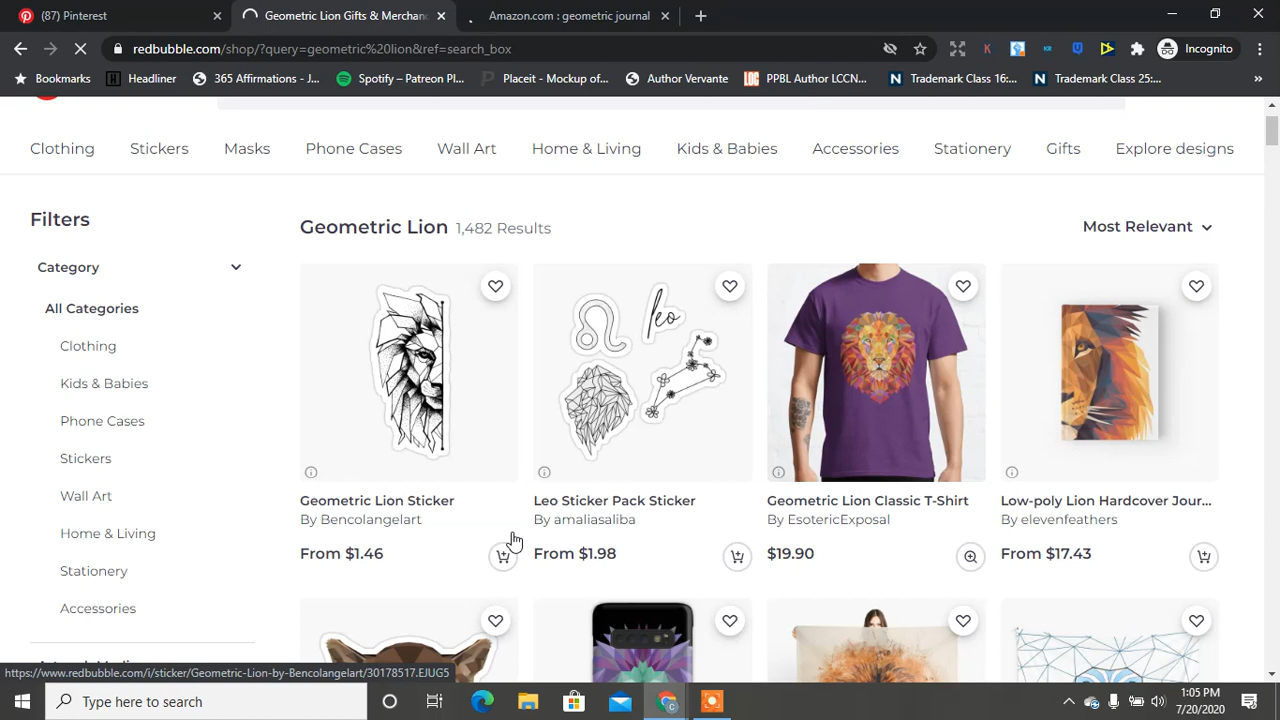 (87) Pinterest
Geometric Lion Gifts & Merchan
Amazon.com : geometric journal
redbubble.com/shop/?query=geometric%20lion&ref=search_box
Incognito
Bookmarks
Headliner
365 Affirmations - J...
Spotify – Patreon Pl...
Placeit - Mockup of...
Author Vervante
PPBL Author LCCN...
Trademark Class 16:...
Trademark Class 25:...
Clothing
Stickers
Masks
Phone Cases
Wall Art
Home & Living
Kids & Babies
Accessories
Stationery
Gifts
Explore designs
Filters
Category
All Categories
Clothing
Kids & Babies
Phone Cases
Stickers
Wall Art
Home & Living
Stationery
Accessories
Geometric Lion 1,482 Results
Most Relevant
leo
Geometric Lion Sticker
By Bencolangelart
From $1.46
Leo Sticker Pack Sticker
By amaliasaliba
From $1.98
Geometric Lion Classic T-Shirt
By EsotericExposal
$19.90
Low-poly Lion Hardcover Jour...
By elevenfeathers
From $17.43
https://www.redbubble.com/i/sticker/Geometric-Lion-by-Bencolangelart/30178517.EJUG5
Type here to search
1:05 PM
7/20/2020